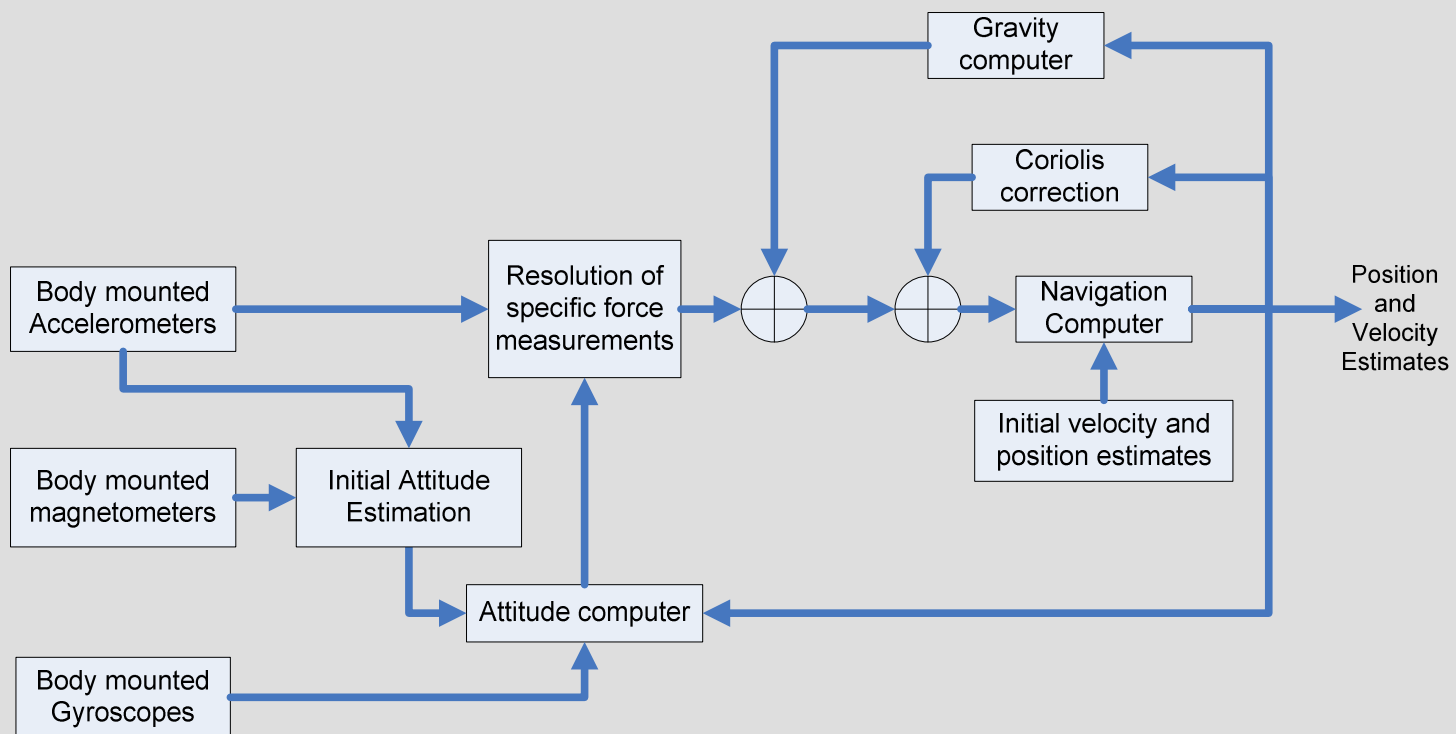 Gravity
computer
Coriolis
correction
Resolution of
specific force
measurements
Body mounted
Accelerometers
Navigation
Computer
Position
and
Velocity
Estimates
Initial velocity and
position estimates
Body mounted
magnetometers
Initial Attitude
Estimation
Attitude computer
Body mounted
Gyroscopes